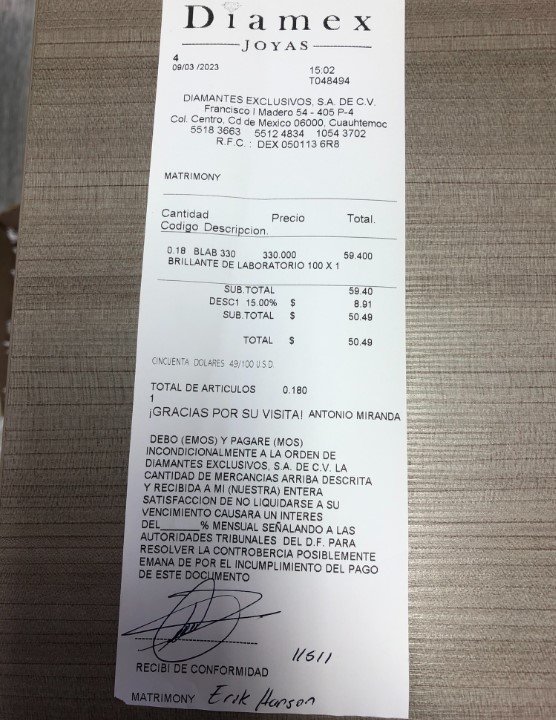 Diamex
JOYAS
4
09/03 /2023 15:02
T048494
DIAMANTES EXCLUSIVOS, S.A. DE C.V.
Francisco I Madero 54 - 405 P-4
Col. Centro, Cd de Mexico 06000, Cuauhtemoc
5518 3663 5512 4834 1054 3702
R.F.C. : DEX 050113 6R8
MATRIMONY
Cantidad Precio Total.
Codigo Descripcion.
0.18 BLAB 330 330.000 59.400
BRILLANTE DE LABORATORIO 100 X 1
SUB.TOTAL 59.40
DESC1 15.00% $ 8.91
SUB.TOTAL $ 50.49
TOTAL $ 50.49
CINCUENTA DOLARES 49/100 U.S.D.
TOTAL DE ARTICULOS 0.180
1
¡GRACIAS POR SU VISITA! ANTONIO MIRANDA
DEBO (EMOS) Y PAGARE (MOS)
INCONDICIONALMENTE A LA ORDEN DE
DIAMANTES EXCLUSIVOS, S.A. DE C.V. LA
CANTIDAD DE MERCANCIAS ARRIBA DESCRITA
Y RECIBIDA A MI (NUESTRA) ENTERA
SATISFACCION DE NO LIQUIDARSE A SU
VENCIMIENTO CAUSARA UN INTERES
DEL______% MENSUAL SEÑALANDO A LAS
AUTORIDADES TRIBUNALES DEL D.F. PARA
RESOLVER LA CONTROBERCIA POSIBLEMENTE
EMANA DE POR EL INCUMPLIMIENTO DEL PAGO
DE ESTE DOCUMENTO
11611
RECIBI DE CONFORMIDAD
MATRIMONY Erik Hanson